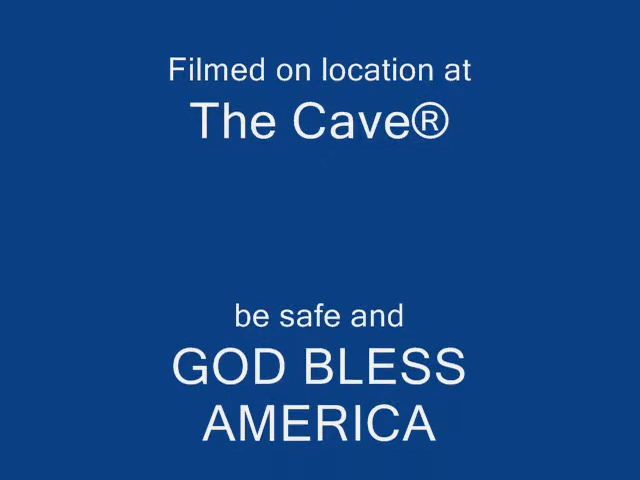 Filmed on location at
The Cave®
be safe and
GOD BLESS
AMERICA